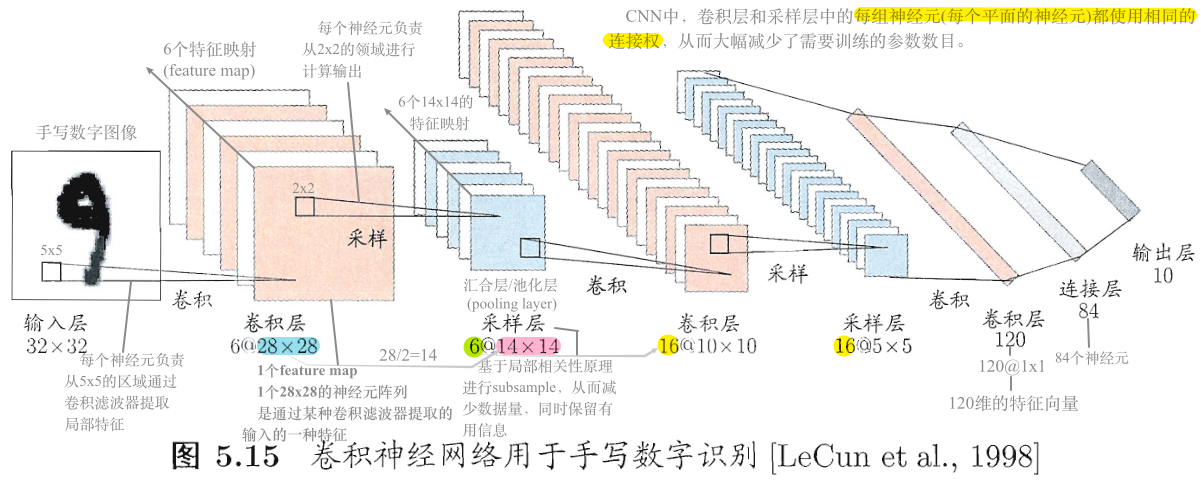 CNN中，卷积层和采样层中的每组神经元(每个平面的神经元)都使用相同的
连接权，从而大幅减少了需要训练的参数数目。
每个神经元负责
从2x2的领域进行
计算输出
6个特征映射
(feature map)
6个14x14的
特征映射
手写数字图像
5x5
2x2
卷积
采样
卷积
采样
卷积
汇合层/池化层
(pooling layer)
输入层
32×32
卷积层
6@28×28
采样层
6@14×14
卷积层
16@10×10
采样层
16@5×5
卷积层
120
连接层
84
输出层
10
28/2=14
每个神经元负责
从5x5的区域通过
卷积滤波器提取
局部特征
1个feature map
1个28x28的神经元阵列
是通过某种卷积滤波器提取的
输入的一种特征
基于局部相关性原理
进行subsample，从而减
少数据量，同时保留有
用信息
120@1x1
120维的特征向量
84个神经元
图 5.15 卷积神经网络用于手写数字识别 [LeCun et al., 1998]